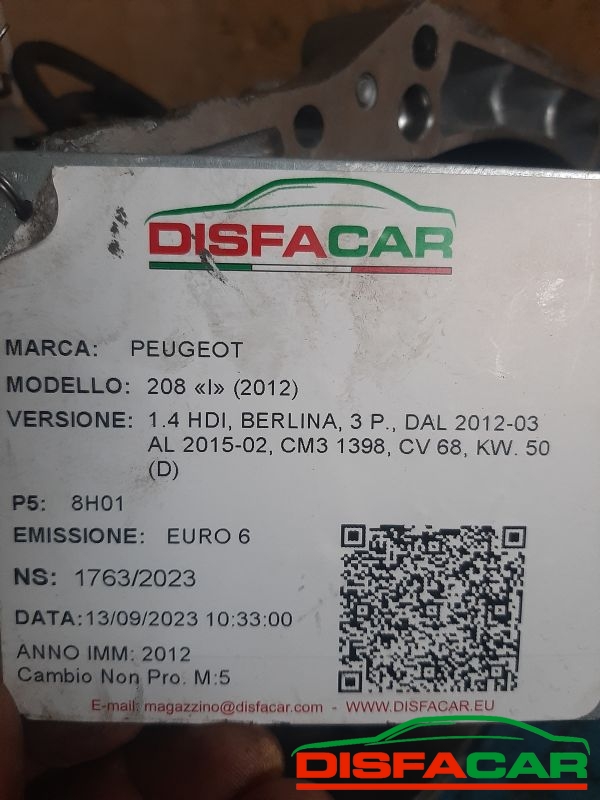 DISFACAR
MARCA: PEUGEOT
MODELLO: 208 «I» (2012)
VERSIONE: 1.4 HDI, BERLINA, 3 P., DAL 2012-03
AL 2015-02, CM3 1398, CV 68, KW. 50
(D)
P5: 8H01
EMISSIONE: EURO 6
NS: 1763/2023
DATA:13/09/2023 10:33:00
ANNO IMM: 2012
Cambio Non Pro. M:5
E-mail: magazzino@disfacar.com - WWW.DISFACAR.EU
DISFACAR